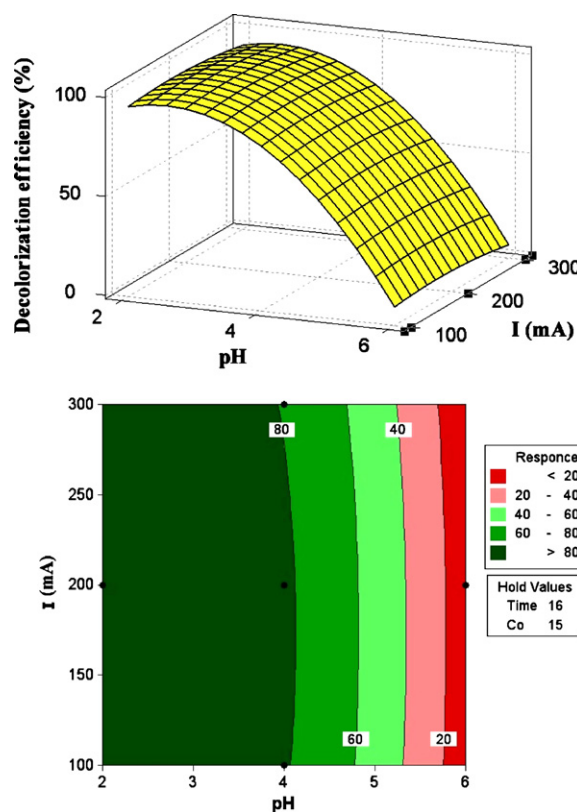 Decolorization efficiency (%)
100
50
0
2
4
6
pH
100
200
300
I (mA)
300
250
200
150
100
I (mA)
80
40
60
20
2
3
4
5
6
pH
Responce
< 20
20 - 40
40 - 60
60 - 80
> 80
Hold Values
Time 16
Co 15